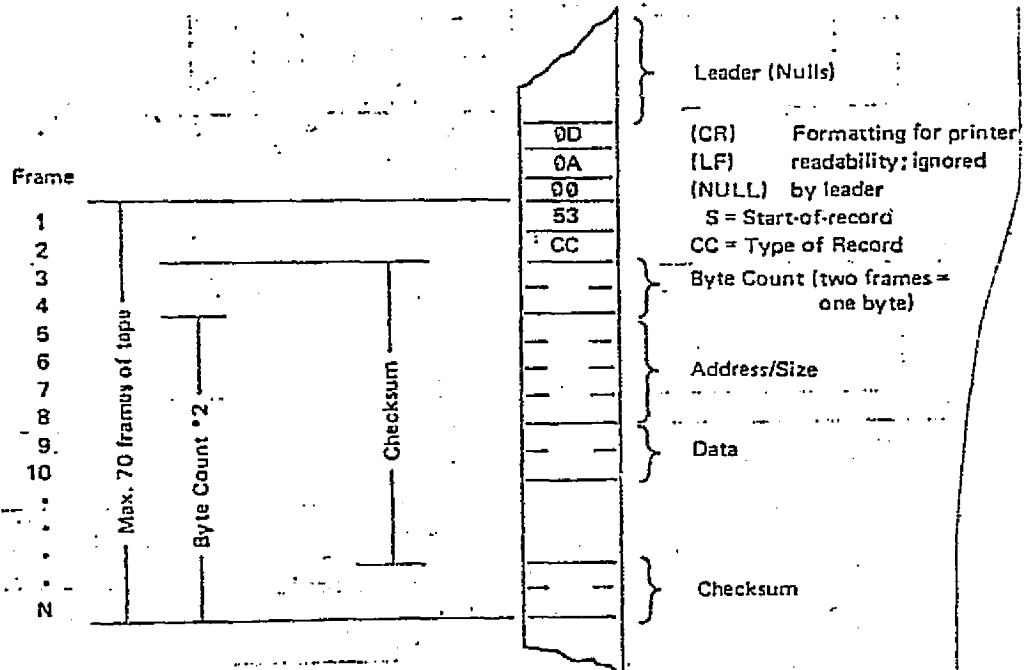 Leader (Nulls)
0D (CR) Formatting for printer
0A (LF) readability; ignored
00 (NULL) by leader
Frame
53 S = Start-of-record
CC CC = Type of Record
1
2
3
4
5
6
7
8
9
10
N
Max. 70 frames of tape
Byte Count *2
Checksum
Byte Count (two frames =
one byte)
Address/Size
Data
Checksum